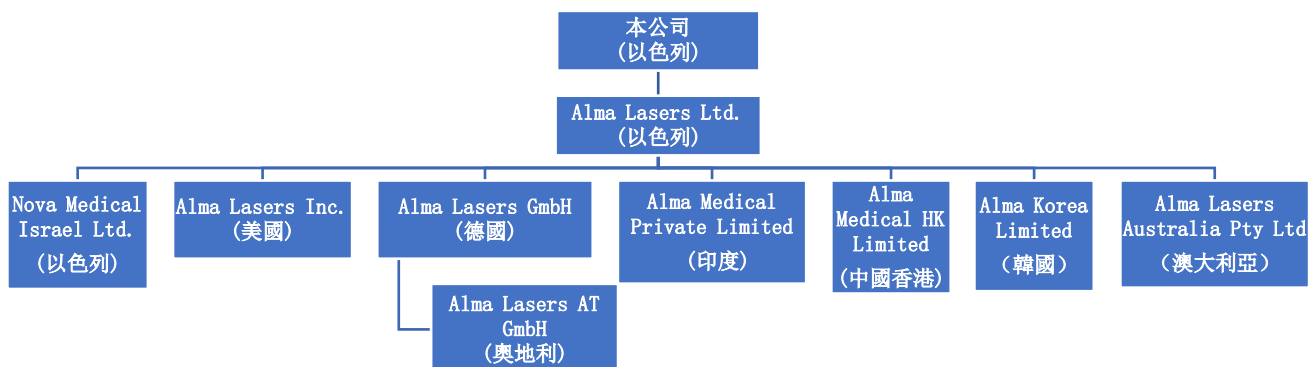 本公司
(以色列)
Alma Lasers Ltd.
(以色列)
Nova Medical
Israel Ltd.
(以色列)
Alma Lasers Inc.
(美國)
Alma Lasers GmbH
(德國)
Alma Medical
Private Limited
(印度)
Alma
Medical HK
Limited
(中國香港)
Alma Korea
Limited
（韓國）
Alma Lasers
Australia Pty Ltd
（澳大利亞）
Alma Lasers AT
GmbH
(奧地利)